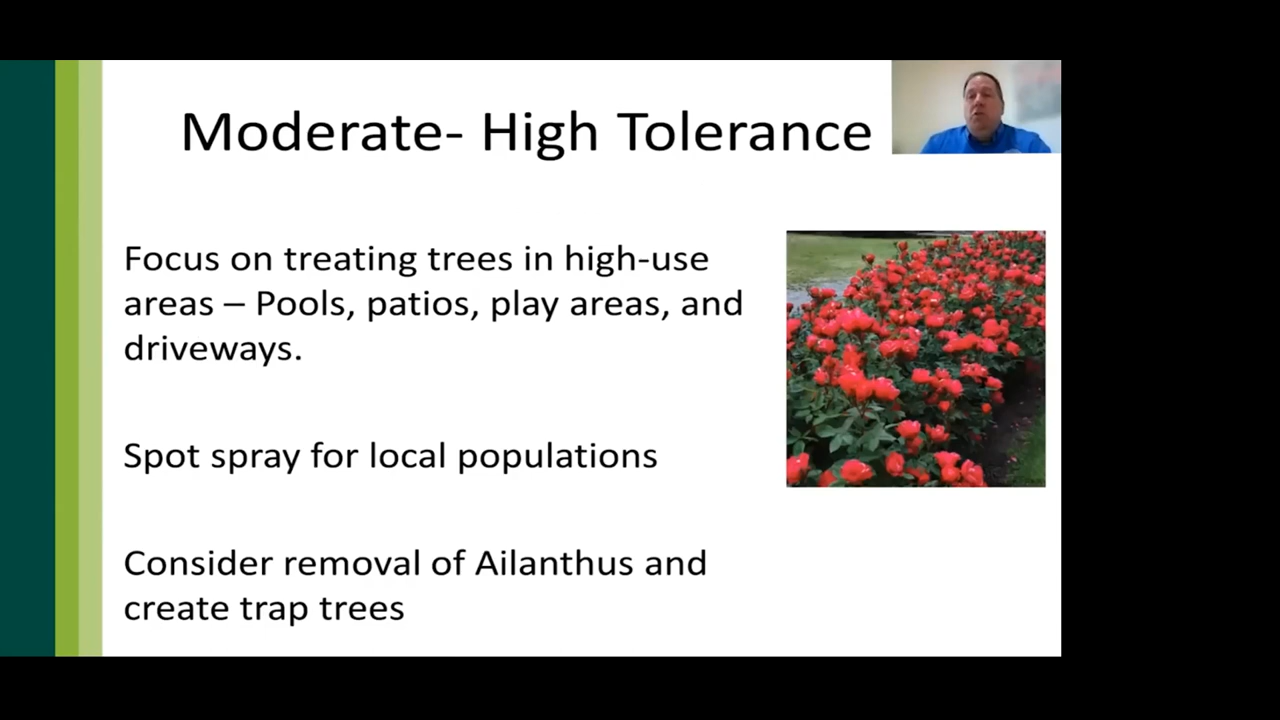 Moderate- High Tolerance
Focus on treating trees in high-use
areas – Pools, patios, play areas, and
driveways.
Spot spray for local populations
Consider removal of Ailanthus and
create trap trees